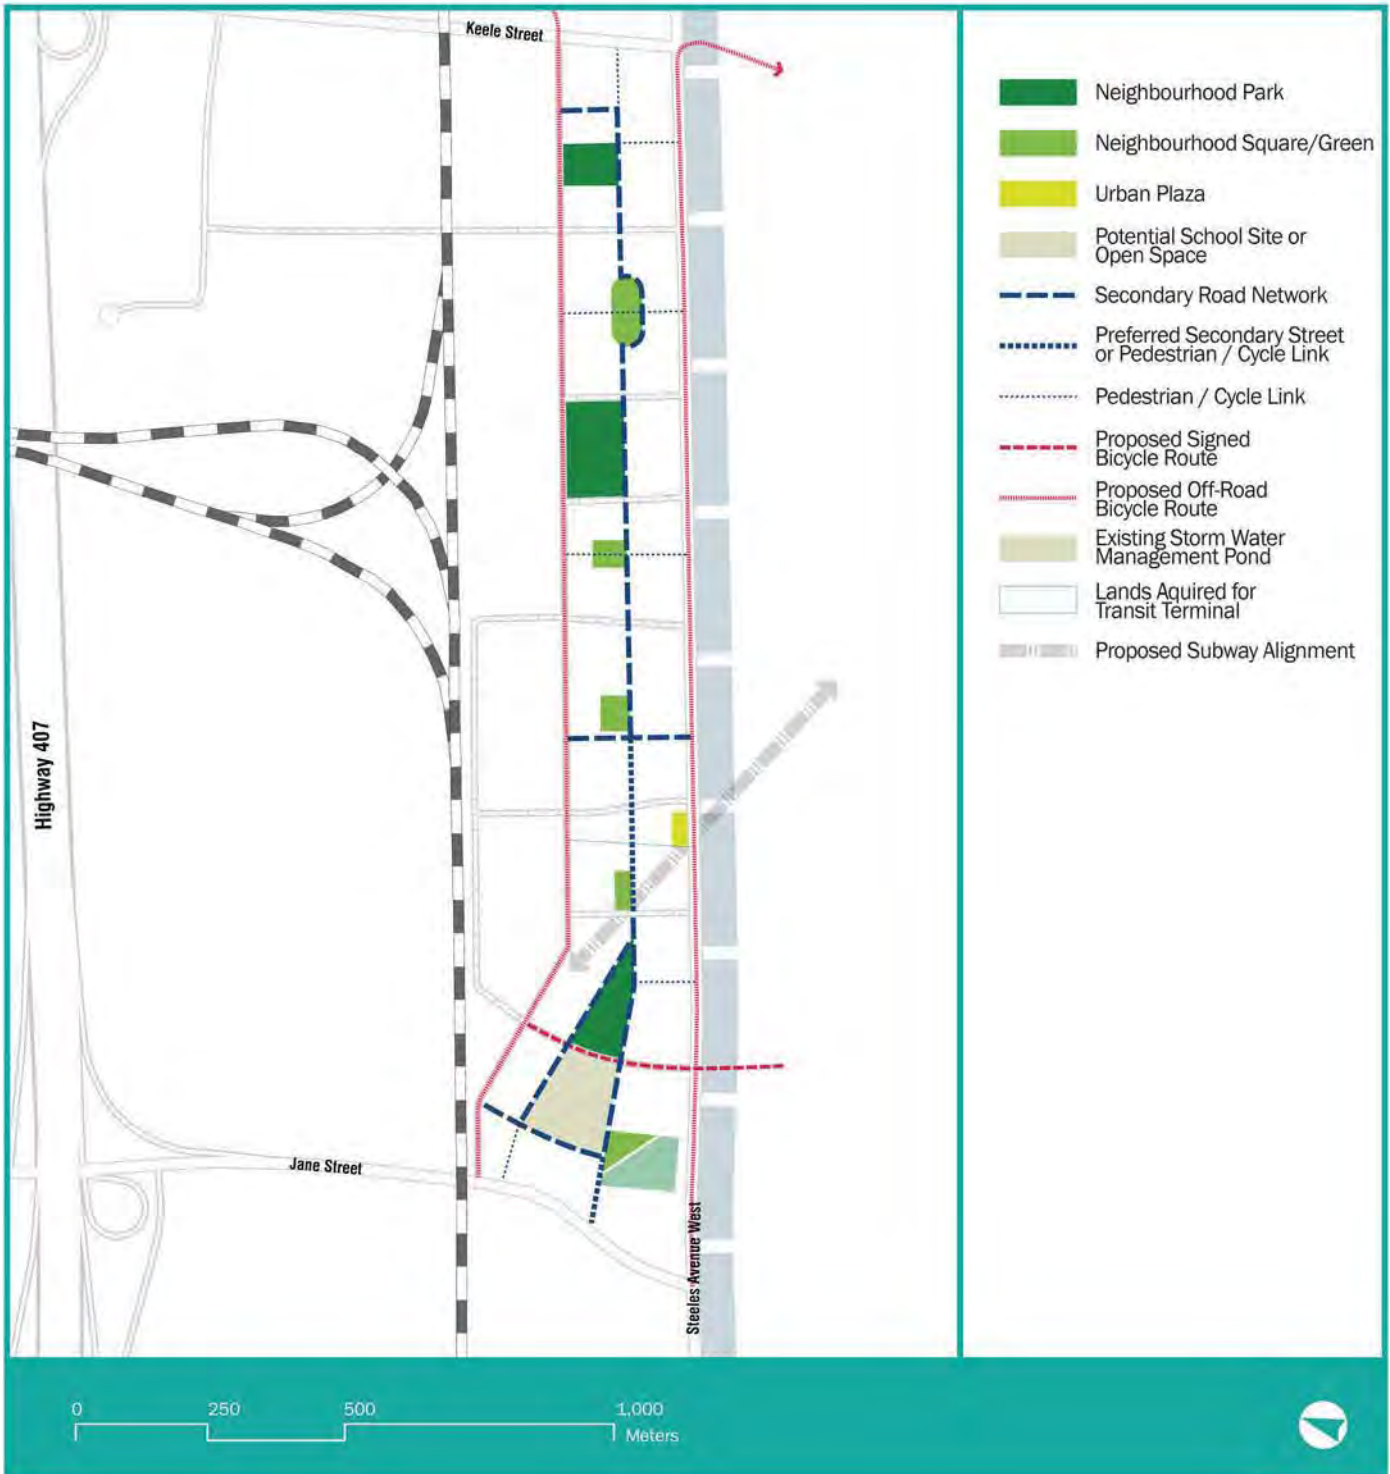 Keele Street
Highway 407
Jane Street
Steeles Avenue West
Neighbourhood Park
Neighbourhood Square/Green
Urban Plaza
Potential School Site or
Open Space
Secondary Road Network
Preferred Secondary Street
or Pedestrian / Cycle Link
Pedestrian / Cycle Link
Proposed Signed
Bicycle Route
Proposed Off-Road
Bicycle Route
Existing Storm Water
Management Pond
Lands Aquired for
Transit Terminal
Proposed Subway Alignment
0 250 500 1,000
Meters